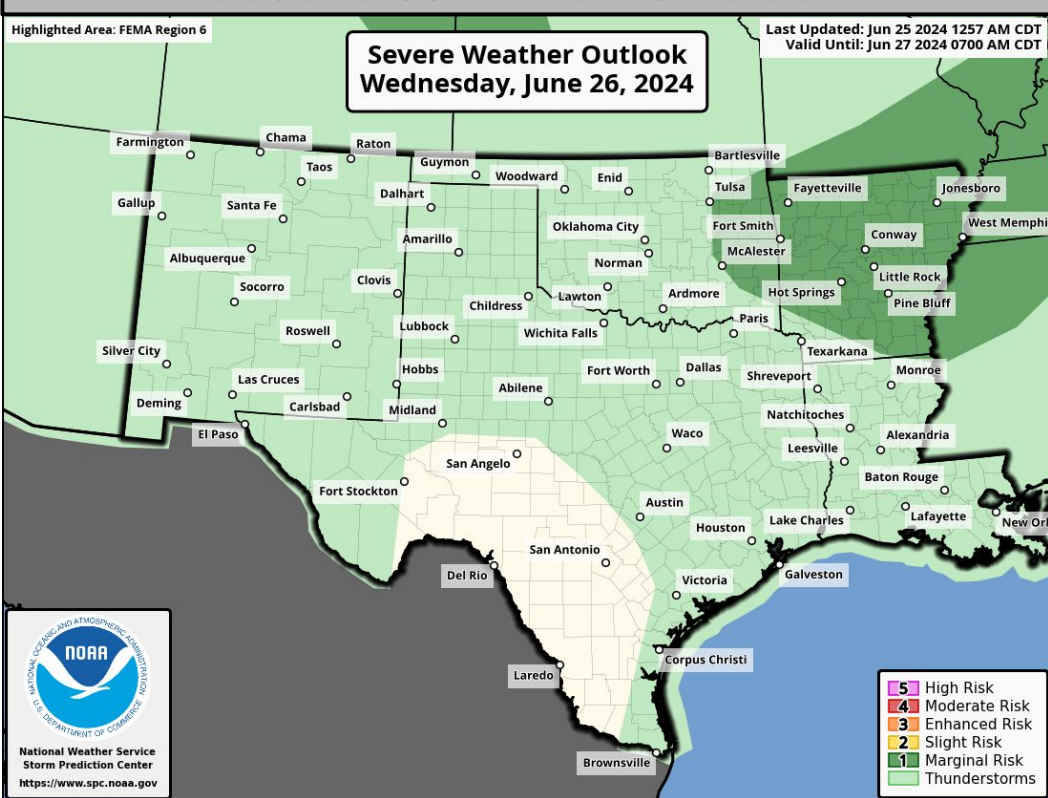 Highlighted Area: FEMA Region 6
Last Updated: Jun 25 2024 1257 AM CDT
Valid Until: Jun 27 2024 0700 AM CDT
Severe Weather Outlook
Wednesday, June 26, 2024
Farmington
Chama
Raton
Taos
Guymon
Woodward
Enid
Bartlesville
Tulsa
Fayetteville
Jonesboro
Gallup
Santa Fe
Dalhart
Oklahoma City
Fort Smith
Conway
West Memphi
Albuquerque
Amarillo
Norman
McAlester
Little Rock
Socorro
Clovis
Childress
Lawton
Ardmore
Hot Springs
Pine Bluff
Roswell
Lubbock
Wichita Falls
Paris
Texarkana
Silver City
Las Cruces
Hobbs
Abilene
Fort Worth
Dallas
Shreveport
Monroe
Deming
Carlsbad
Midland
Natchitoches
El Paso
Waco
Leesville
Alexandria
San Angelo
Fort Stockton
Baton Rouge
Austin
Houston
Lake Charles
Lafayette
New Orl
San Antonio
Del Rio
Victoria
Galveston
Laredo
Corpus Christi
Brownsville
NATIONAL OCEANIC AND ATMOSPHERIC ADMINISTRATION
NOAA
U.S. DEPARTMENT OF COMMERCE
National Weather Service
Storm Prediction Center
https://www.spc.noaa.gov
5 High Risk
4 Moderate Risk
3 Enhanced Risk
2 Slight Risk
1 Marginal Risk
Thunderstorms